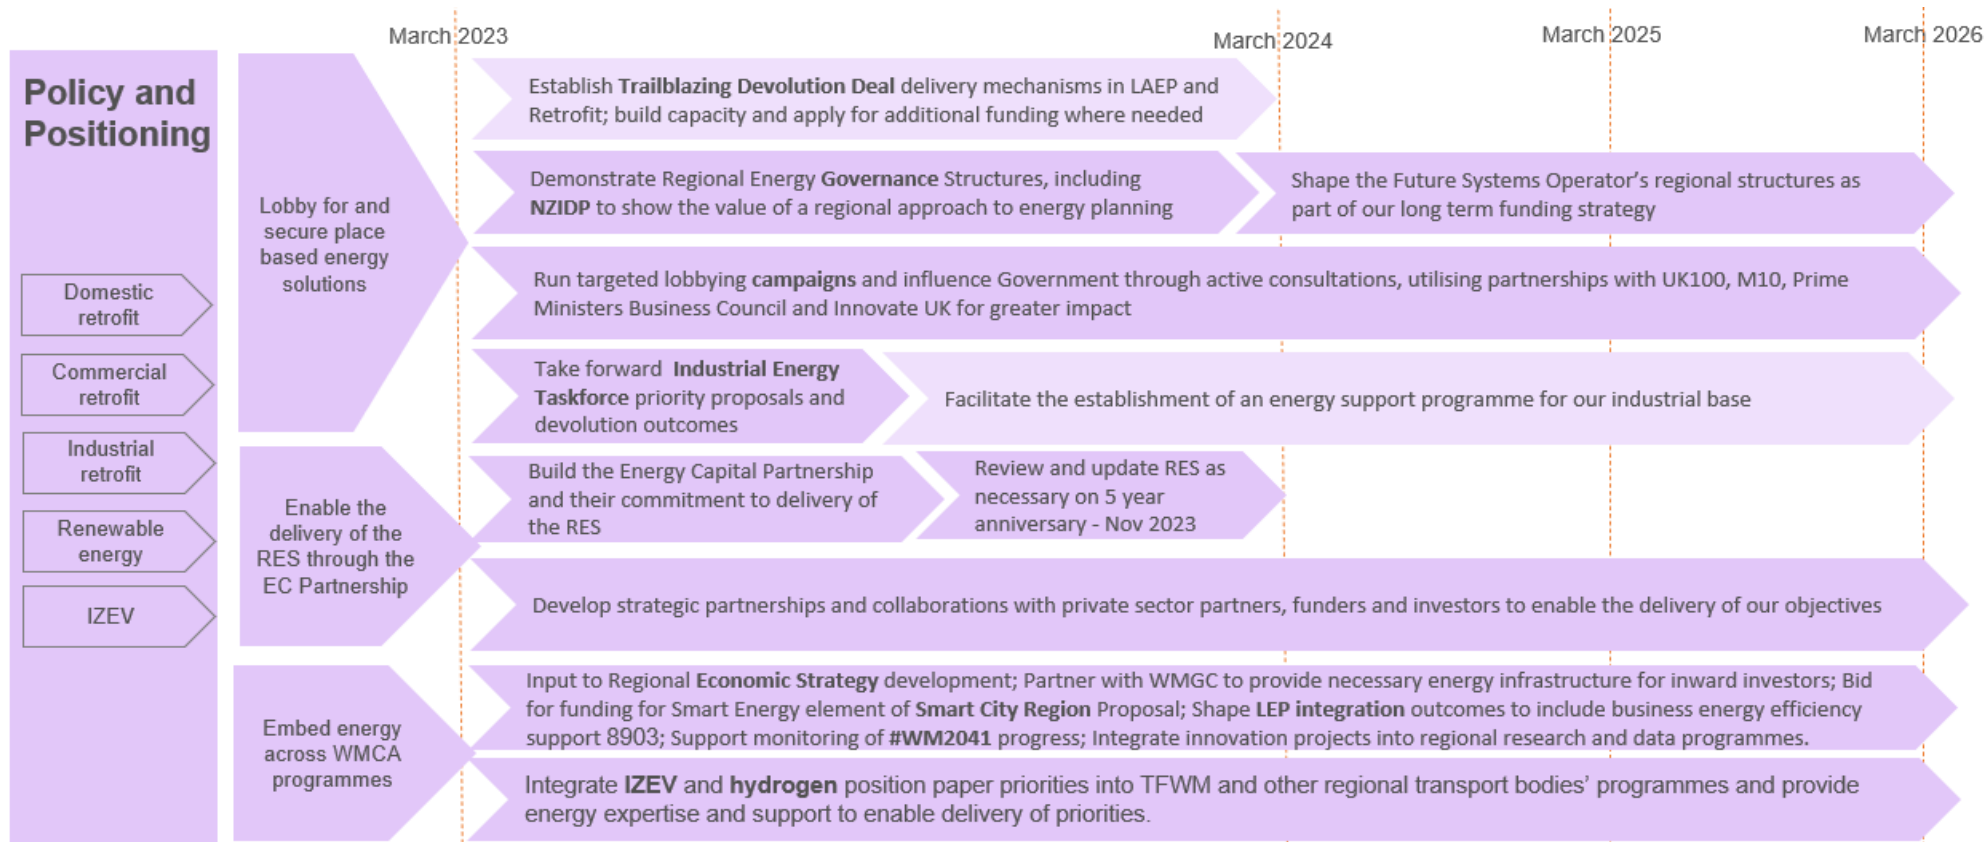 March 2023
March 2024
March 2025
March 2026
Policy and
Positioning
Domestic
retrofit
Commercial
retrofit
Industrial
retrofit
Renewable
energy
IZEV
Lobby for and
secure place
based energy
solutions
Establish Trailblazing Devolution Deal delivery mechanisms in LAEP and
Retrofit; build capacity and apply for additional funding where needed
Demonstrate Regional Energy Governance Structures, including
NZIDP to show the value of a regional approach to energy planning
Shape the Future Systems Operator's regional structures as
part of our long term funding strategy
Run targeted lobbying campaigns and influence Government through active consultations, utilising partnerships with UK100, M10, Prime
Ministers Business Council and Innovate UK for greater impact
Take forward Industrial Energy
Taskforce priority proposals and
devolution outcomes
Facilitate the establishment of an energy support programme for our industrial base
Enable the
delivery of the
RES through the
EC Partnership
Build the Energy Capital Partnership
and their commitment to delivery of
the RES
Review and update RES as
necessary on 5 year
anniversary - Nov 2023
Develop strategic partnerships and collaborations with private sector partners, funders and investors to enable the delivery of our objectives
Embed energy
across WMCA
programmes
Input to Regional Economic Strategy development; Partner with WMGC to provide necessary energy infrastructure for inward investors; Bid
for funding for Smart Energy element of Smart City Region Proposal; Shape LEP integration outcomes to include business energy efficiency
support 8903; Support monitoring of #WM2041 progress; Integrate innovation projects into regional research and data programmes.
Integrate IZEV and hydrogen position paper priorities into TFWM and other regional transport bodies' programmes and provide
energy expertise and support to enable delivery of priorities.